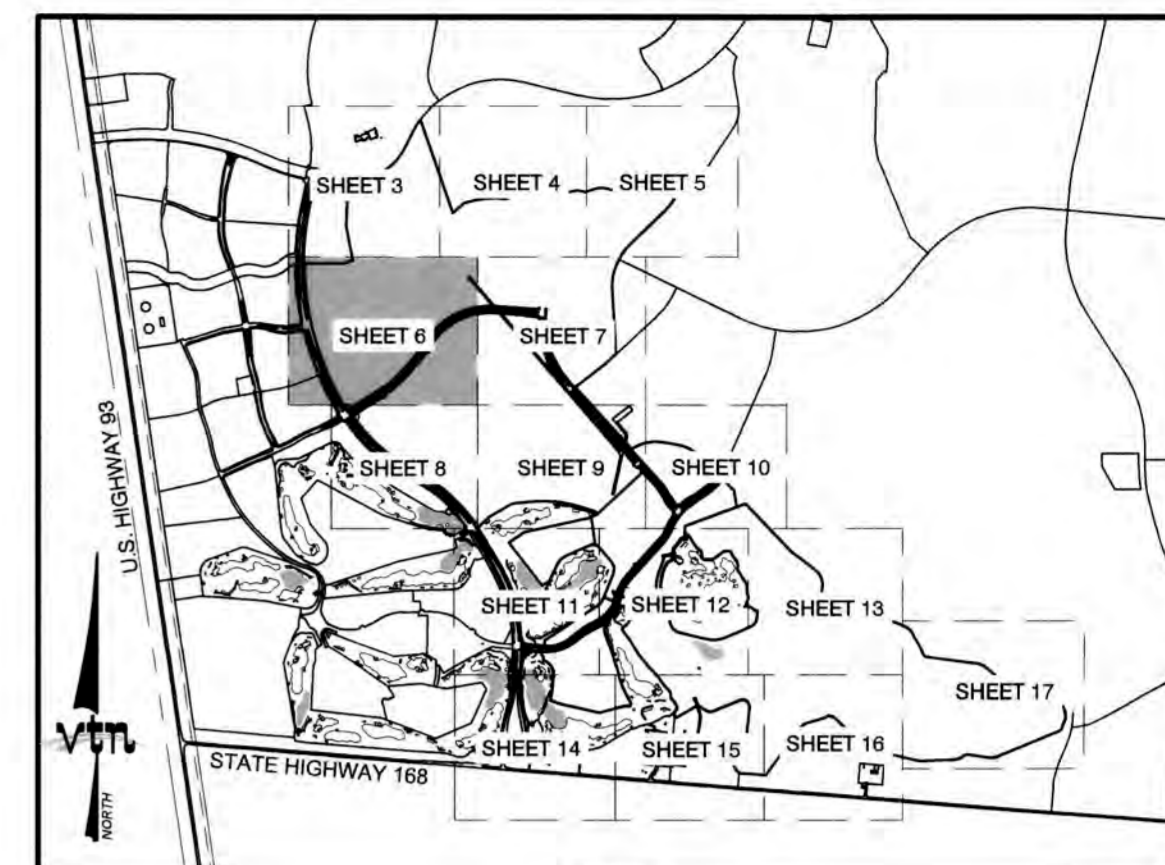 SHEET 3
SHEET 4
SHEET 5
SHEET 6
SHEET 7
U.S. HIGHWAY 93
SHEET 8
SHEET 9
SHEET 10
SHEET 11
SHEET 12
SHEET 13
SHEET 17
vtn
NORTH
SHEET 14
SHEET 15
SHEET 16
STATE HIGHWAY 168